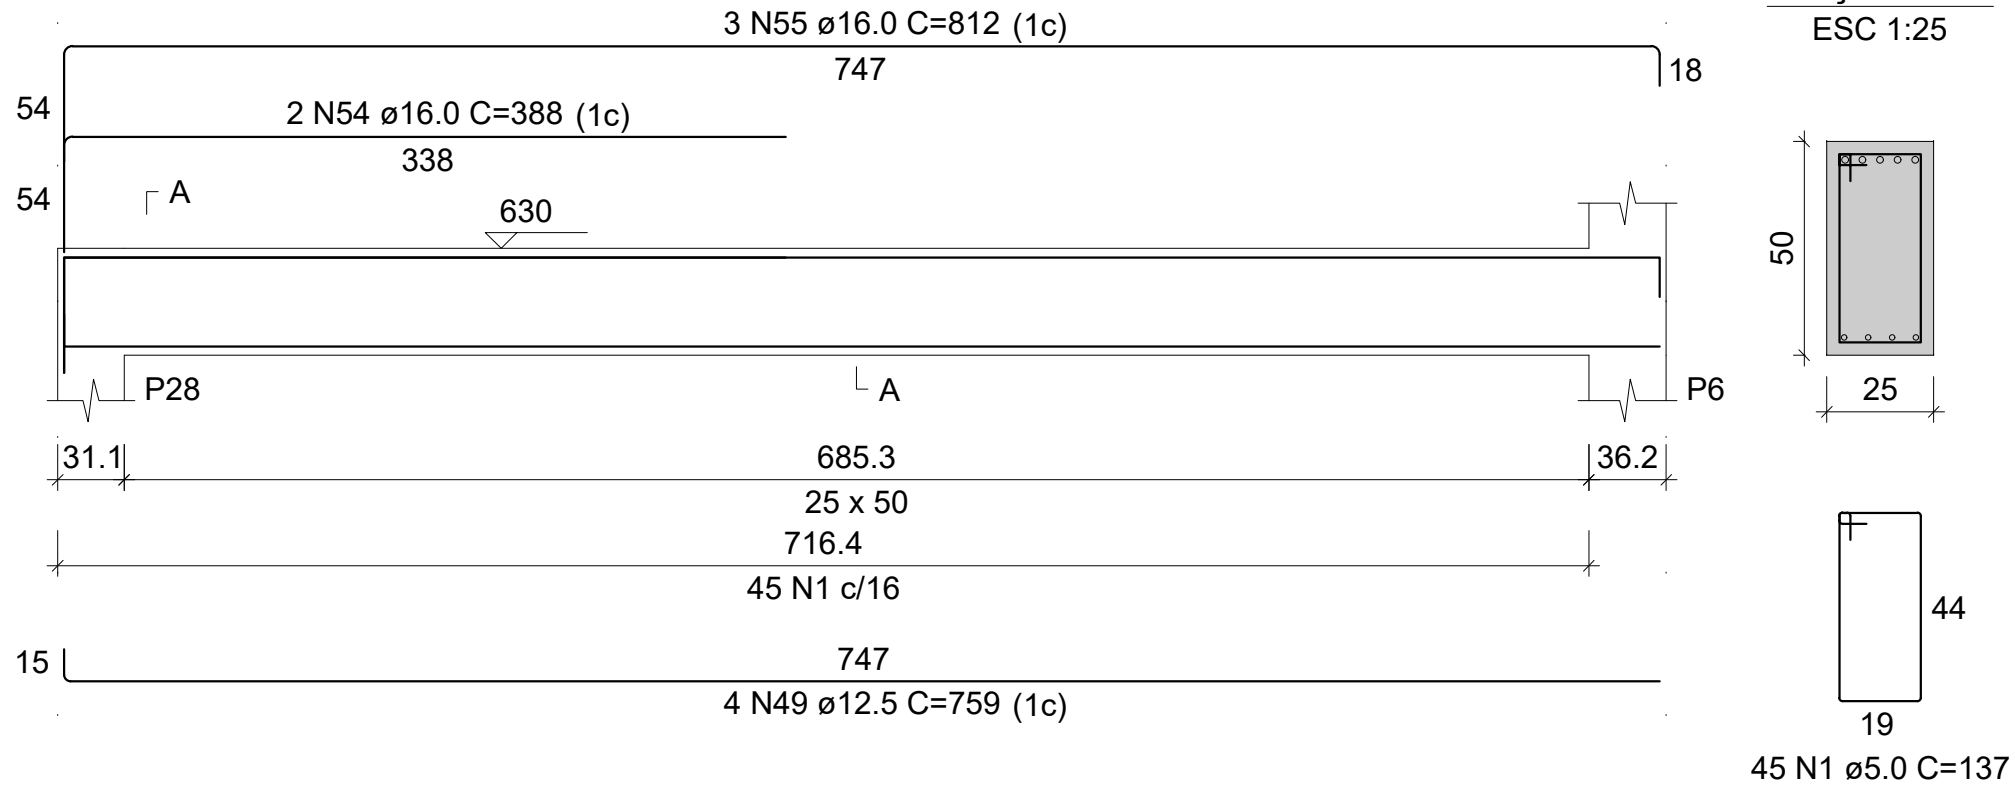 3 N55 ø16.0 C=812 (1c)
747
18
54
2 N54 ø16.0 C=388 (1c)
338
54
A
630
P28
A
P6
31.1
685.3
36.2
25 x 50
716.4
45 N1 c/16
15
747
4 N49 ø12.5 C=759 (1c)
ESC 1:25
50
25
44
19
45 N1 ø5.0 C=137